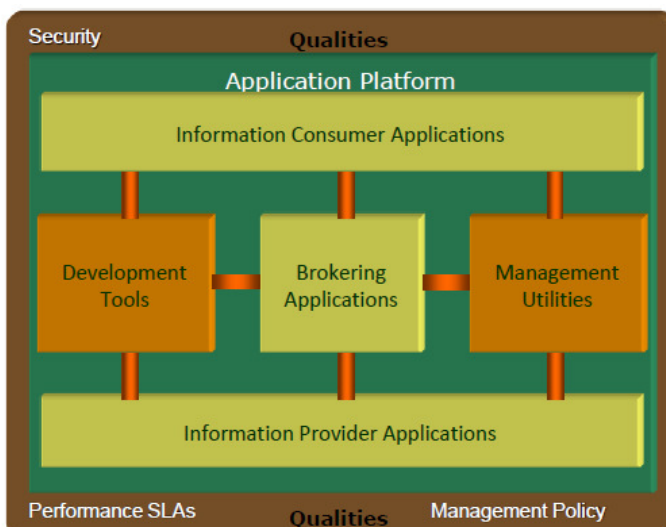 Security
Qualities
Application Platform
Information Consumer Applications
Development
Tools
Brokering
Applications
Management
Utilities
Information Provider Applications
Performance SLAs
Qualities
Management Policy